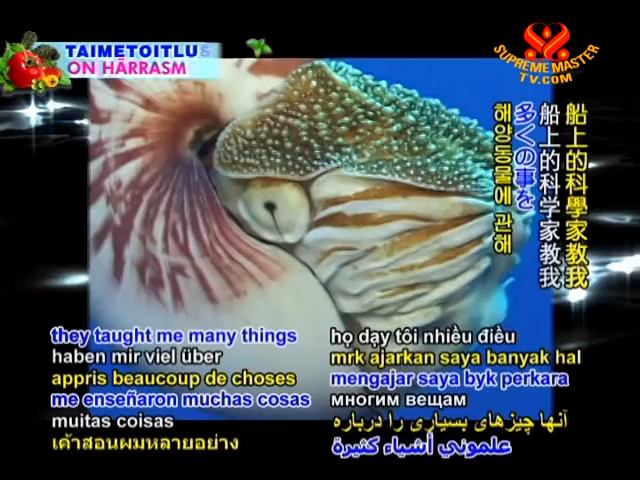 TAIMETOITLUS
ON HÄRRASM
SUPREME MASTER
TV.COM
船上的科學家教我
船上的科学家教我
多くの事を
해양동물에 관해
they taught me many things
haben mir viel über
appris beaucoup de choses
me enseñaron muchas cosas
muitas coisas
เค้าสอนผมหลายอย่าง
họ dạy tôi nhiều điều
mrk ajarkan saya banyak hal
mengajar saya byk perkara
многим вещам
آنها چیزهای بسیاری را درباره
علموني أشياء كثيرة